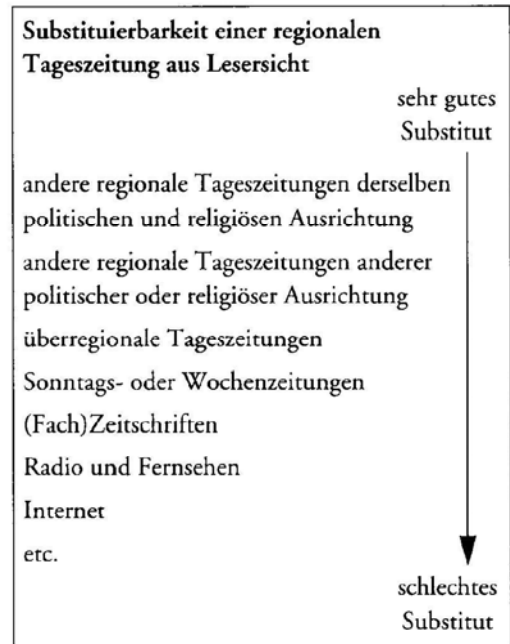 Substituierbarkeit einer regionalen
Tageszeitung aus Lesersicht
sehr gutes
Substitut
andere regionale Tageszeitungen derselben
politischen und religiösen Ausrichtung
andere regionale Tageszeitungen anderer
politischer oder religiöser Ausrichtung
überregionale Tageszeitungen
Sonntags- oder Wochenzeitungen
(Fach)Zeitschriften
Radio und Fernsehen
Internet
etc.
schlechtes
Substitut